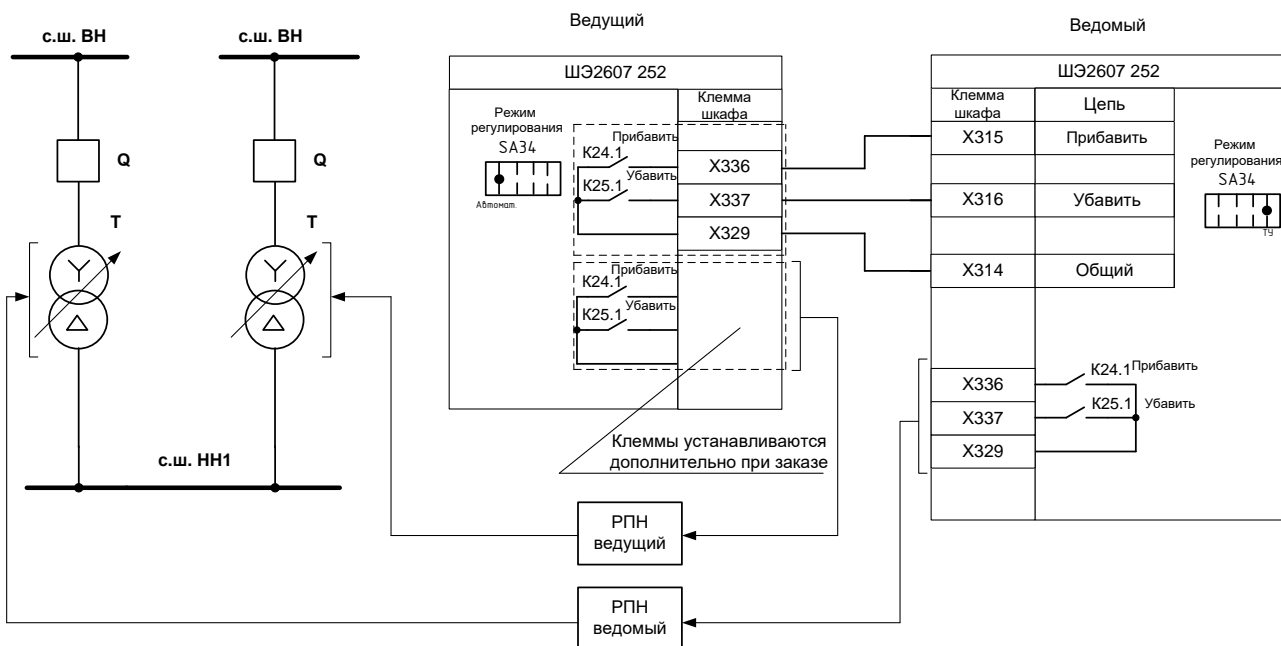 с.ш. ВН
с.ш. ВН
Q
Q
Т
Т
с.ш. НН1
Ведущий
ШЭ2607 252
Клемма
шкафа
Режим
регулирования
SA34
Автомат.
Прибавить
К24.1
Убавить
К25.1
X336
X337
X329
Прибавить
К24.1
Убавить
К25.1
Клеммы устанавливаются
дополнительно при заказе
Ведомый
ШЭ2607 252
Клемма
шкафа
Цепь
X315
Прибавить
X316
Убавить
X314
Общий
Режим
регулирования
SA34
ТУ
X336
К24.1
Прибавить
X337
К25.1
Убавить
X329
РПН
ведущий
РПН
ведомый